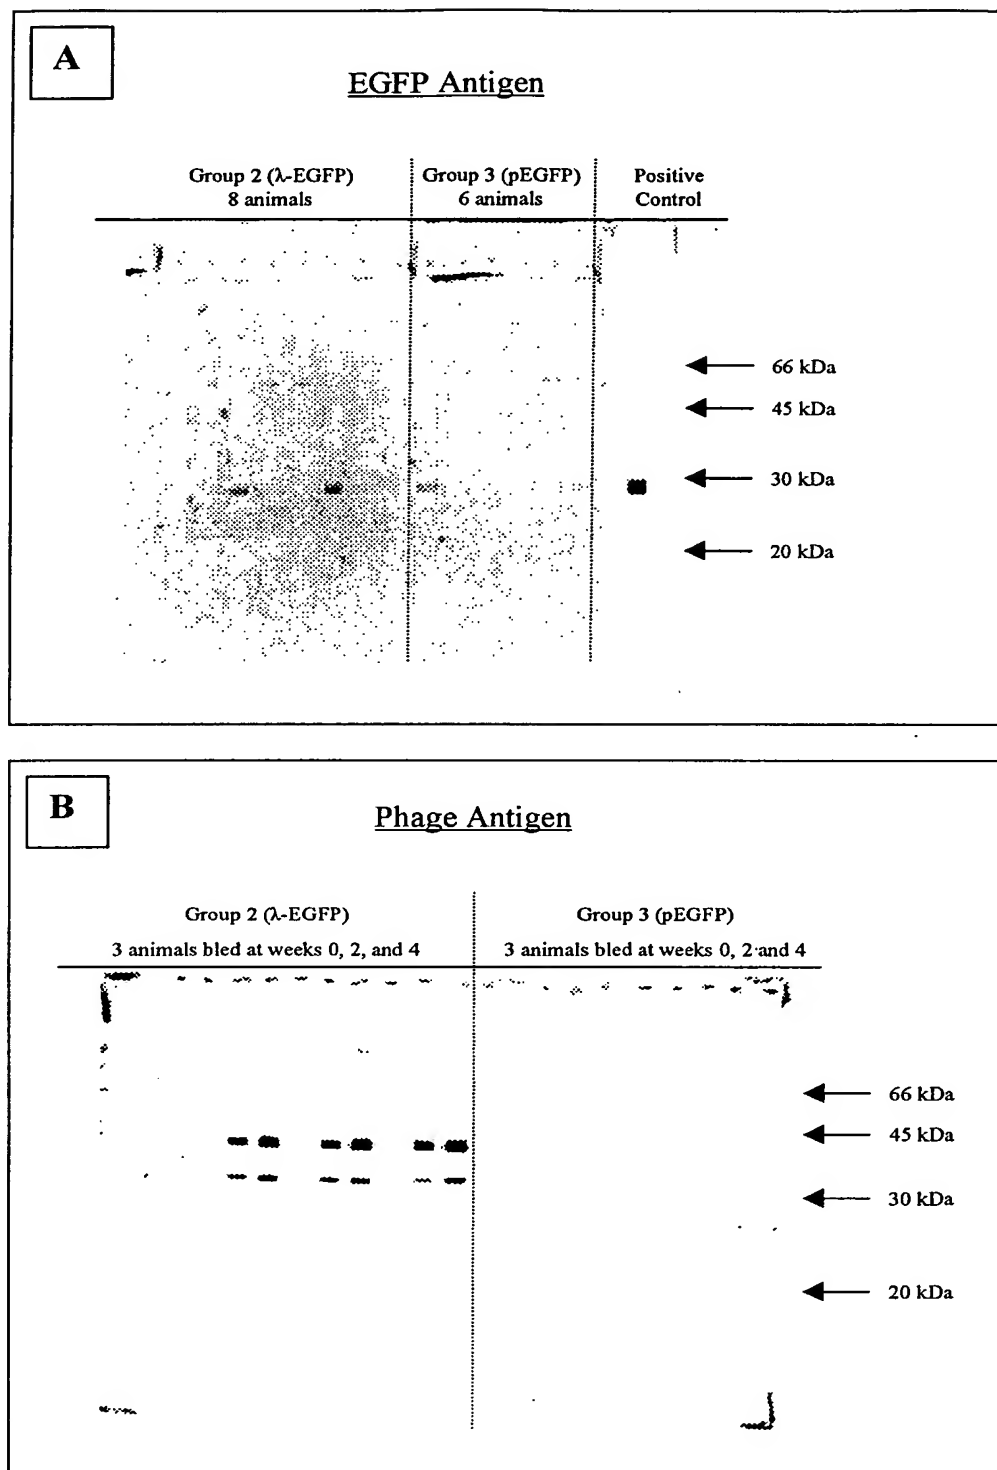 A
EGFP Antigen
Group 2 (λ-EGFP)
8 animals
Group 3 (pEGFP)
6 animals
Positive
Control
66 kDa
45 kDa
30 kDa
20 kDa
B
Phage Antigen
Group 2 (λ-EGFP)
3 animals bled at weeks 0, 2, and 4
Group 3 (pEGFP)
3 animals bled at weeks 0, 2 and 4
66 kDa
45 kDa
30 kDa
20 kDa